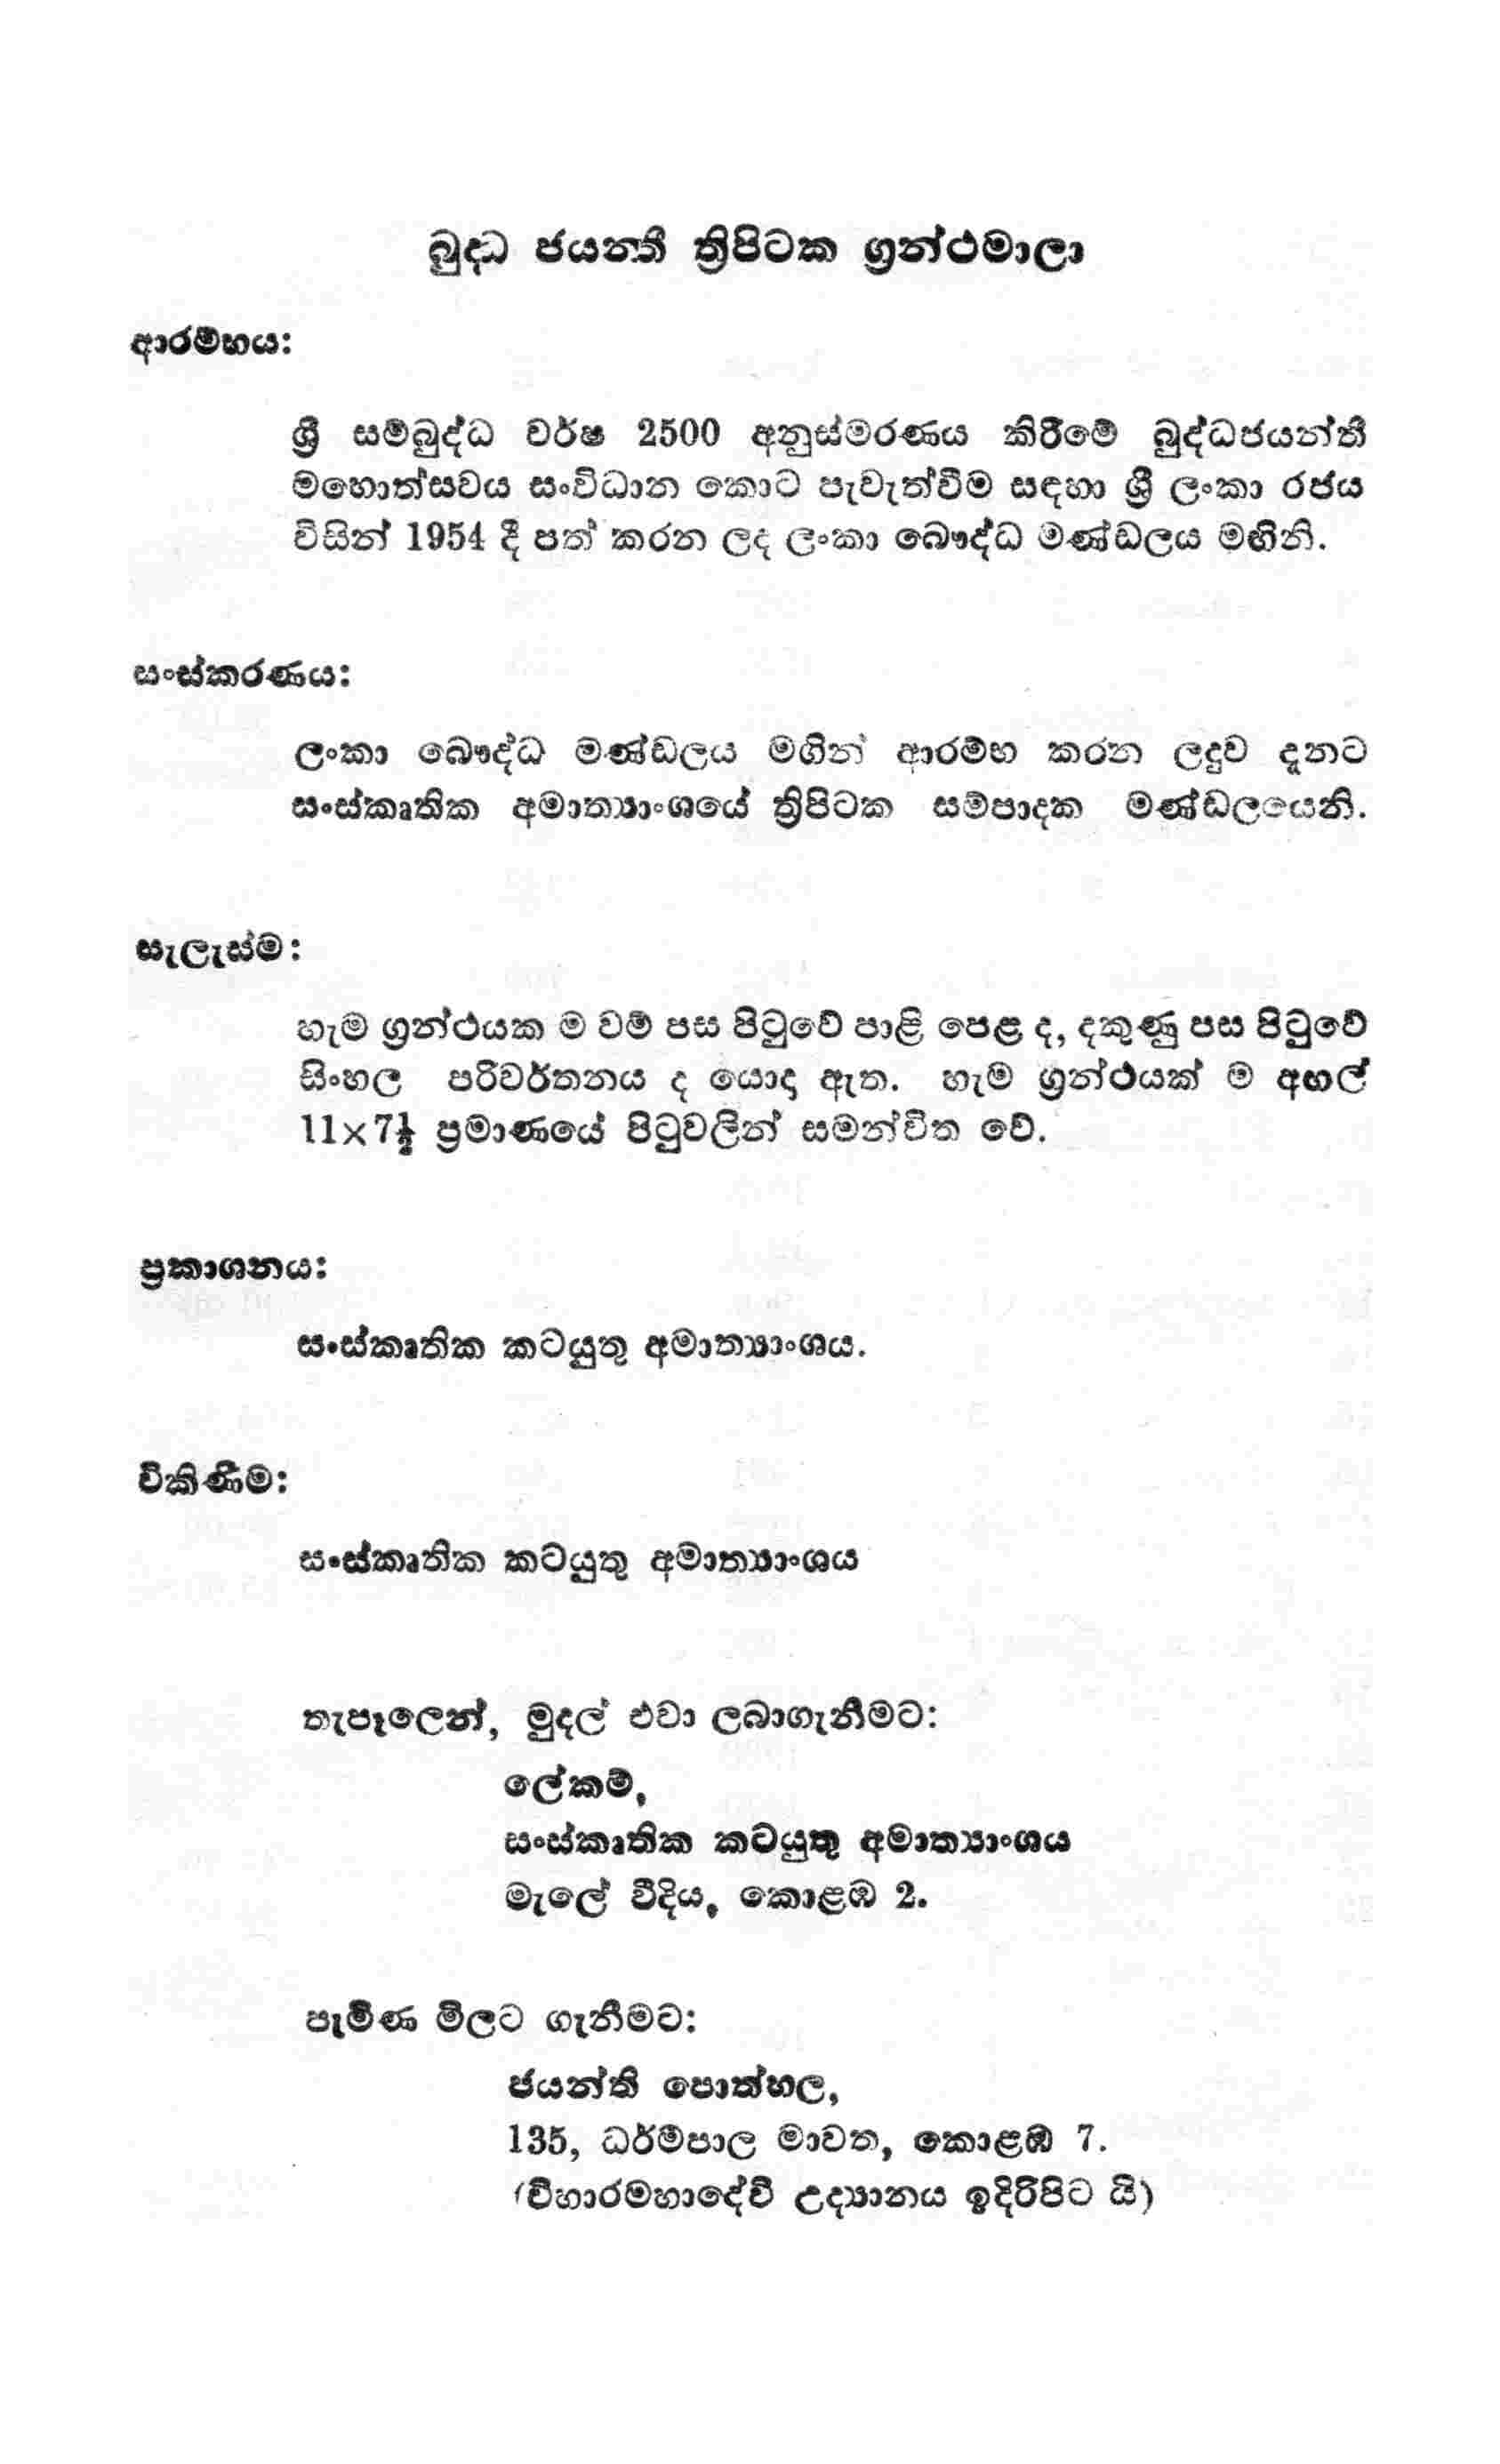 බුද්ධ ජයන්තී ත්‍රිපිටක ග්‍රන්ථමාලා
ආරම්භය:
ශ්‍රී සම්බුද්ධ වර්ෂ 2500 අනුස්මරණය කිරීමේ බුද්ධජයන්තී
මහොත්සවය සංවිධාන කොට පැවැත්වීම සඳහා ශ්‍රී ලංකා රජය
විසින් 1954 දී පත් කරන ලද ලංකා බෞද්ධ මණ්ඩලය මඟිනි.
සංස්කරණය:
ලංකා බෞද්ධ මණ්ඩලය මගින් ආරම්භ කරන ලදුව දැනට
සංස්කෘතික අමාත්‍යාංශයේ ත්‍රිපිටක සම්පාදක මණ්ඩලයෙනි.
සැලැස්ම:
හැම ග්‍රන්ථයක ම වම් පස පිටුවේ පාළි පෙළ ද, දකුණු පස පිටුවේ
සිංහල පරිවර්තනය ද යොදා ඇත. හැම ග්‍රන්ථයක් ම අඟල්
11×7½ ප්‍රමාණයේ පිටුවලින් සමන්විත වේ.
ප්‍රකාශනය:
සංස්කෘතික කටයුතු අමාත්‍යාංශය.
විකිණීම:
සංස්කෘතික කටයුතු අමාත්‍යාංශය
තැපෑලෙන්, මුදල් එවා ලබාගැනීමට:
ලේකම්,
සංස්කෘතික කටයුතු අමාත්‍යාංශය
මැලේ වීදිය, කොළඹ 2.
පැමිණ මිලට ගැනීමට:
ජයන්ති පොත්හල,
135, ධර්මපාල මාවත, කොළඹ 7.
(විහාරමහාදේවී උද්‍යානය ඉදිරිපිට යි)